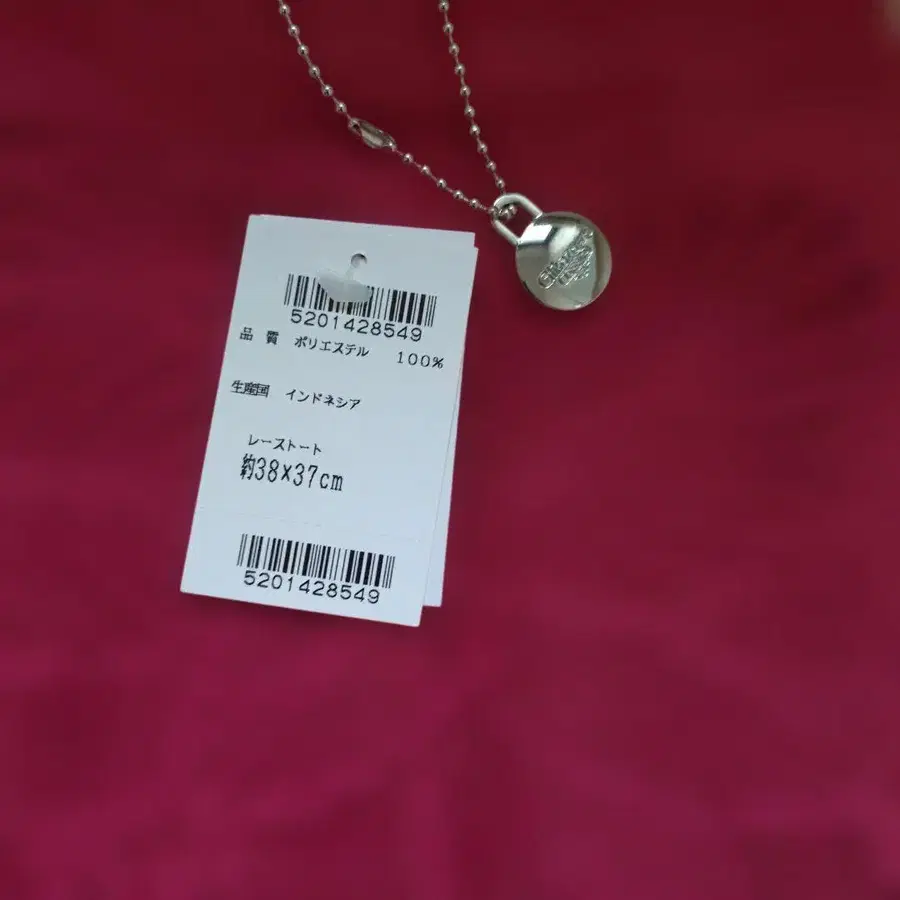 5201428549
品 質 ポリエステル 100%
生産国 インドネシア
レーストート
約38×37cm
5201428549